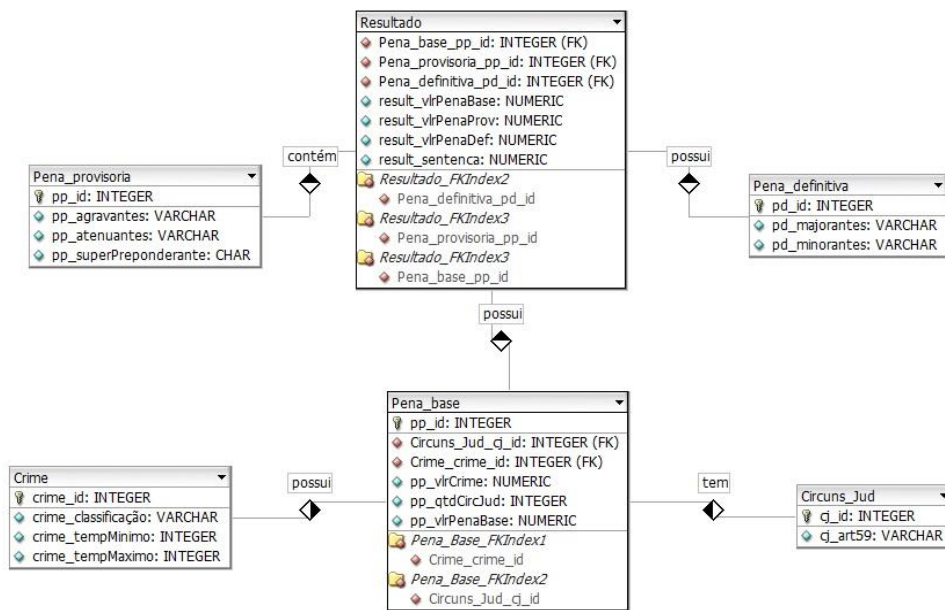 Resultado
Pena_base_pp_id: INTEGER (FK)
Pena_provisoria_pp_id: INTEGER (FK)
Pena_definitiva_pd_id: INTEGER (FK)
result_vlrPenaBase: NUMERIC
result_vlrPenaProv: NUMERIC
result_vlrPenaDef: NUMERIC
result_sentenca: NUMERIC
Resultado_FKIndex2
Pena_definitiva_pd_id
Resultado_FKIndex3
Pena_provisoria_pp_id
Resultado_FKIndex3
Pena_base_pp_id
contém
possui
Pena_provisoria
pp_id: INTEGER
pp_agravantes: VARCHAR
pp_atenuantes: VARCHAR
pp_superPreponderante: CHAR
Pena_definitiva
pd_id: INTEGER
pd_majorantes: VARCHAR
pd_minorantes: VARCHAR
possui
Pena_base
pp_id: INTEGER
Circuns_Jud_cj_id: INTEGER (FK)
Crime_crime_id: INTEGER (FK)
pp_vlrCrime: NUMERIC
pp_qtdCircJud: INTEGER
pp_vlrPenaBase: NUMERIC
Pena_Base_FKIndex1
Crime_crime_id
Pena_Base_FKIndex2
Circuns_Jud_cj_id
Crime
crime_id: INTEGER
crime_classificação: VARCHAR
crime_tempMinimo: INTEGER
crime_tempMaximo: INTEGER
possui
tem
Circuns_Jud
cj_id: INTEGER
cj_art59: VARCHAR